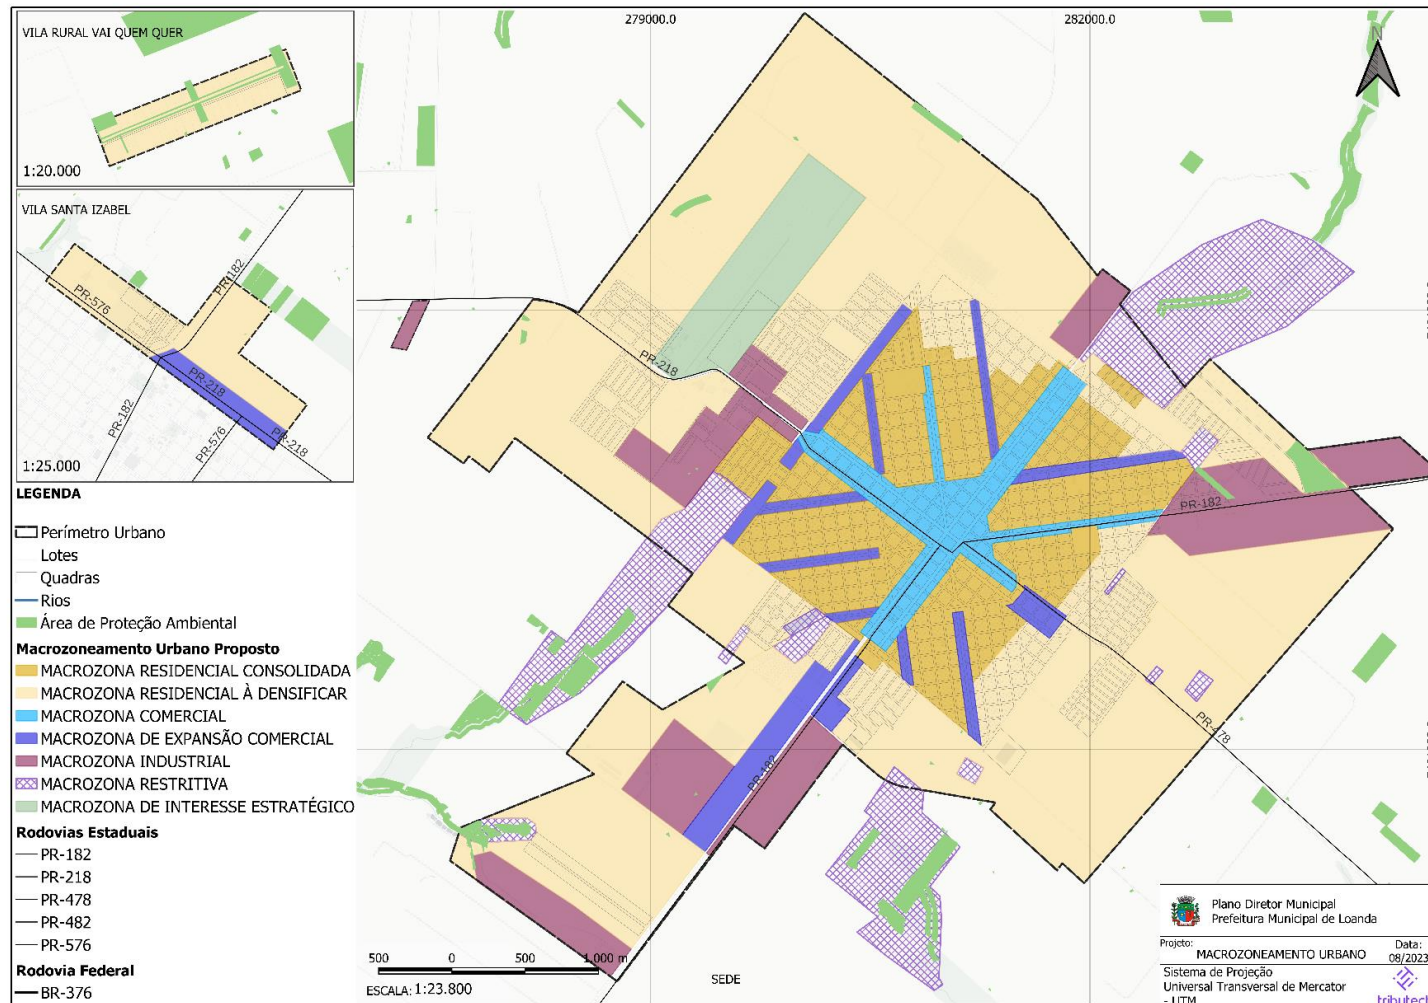 VILA RURAL VAI QUEM QUER
1:20.000
VILA SANTA IZABEL
PR-576
PR-182
PR-218
PR-182
PR-576
PR-218
1:25.000
LEGENDA
Perímetro Urbano
Lotes
Quadras
Rios
Área de Proteção Ambiental
Macrozoneamento Urbano Proposto
MACROZONA RESIDENCIAL CONSOLIDADA
MACROZONA RESIDENCIAL À DENSIFICAR
MACROZONA COMERCIAL
MACROZONA DE EXPANSÃO COMERCIAL
MACROZONA INDUSTRIAL
MACROZONA RESTRITIVA
MACROZONA DE INTERESSE ESTRATÉGICO
Rodovias Estaduais
PR-182
PR-218
PR-478
PR-482
PR-576
Rodovia Federal
BR-376
279000.0
282000.0
N
PR-218
PR-182
PR-478
PR-182
500
0
500
1.000 m
ESCALA: 1:23.800
SEDE
Plano Diretor Municipal
Prefeitura Municipal de Loanda
Projeto:
MACROZONEAMENTO URBANO
Data:
08/2023
Sistema de Projeção
Universal Transversal de Mercator
- UTM
tributech